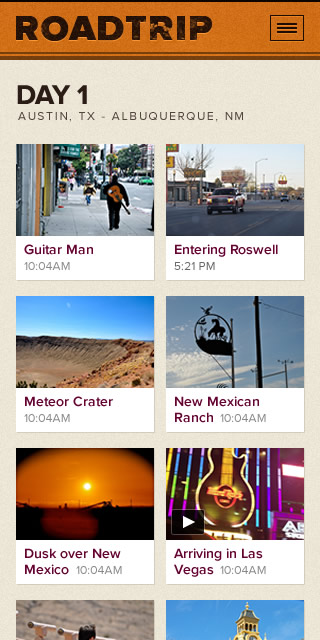 ROADTRIP
DAY 1
AUSTIN, TX - ALBUQUERQUE, NM
Guitar Man
10:04AM
Entering Roswell
5:21 PM
Meteor Crater
10:04AM
New Mexican
Ranch 10:04AM
Dusk over New
Mexico 10:04AM
Arriving in Las
Vegas 10:04AM